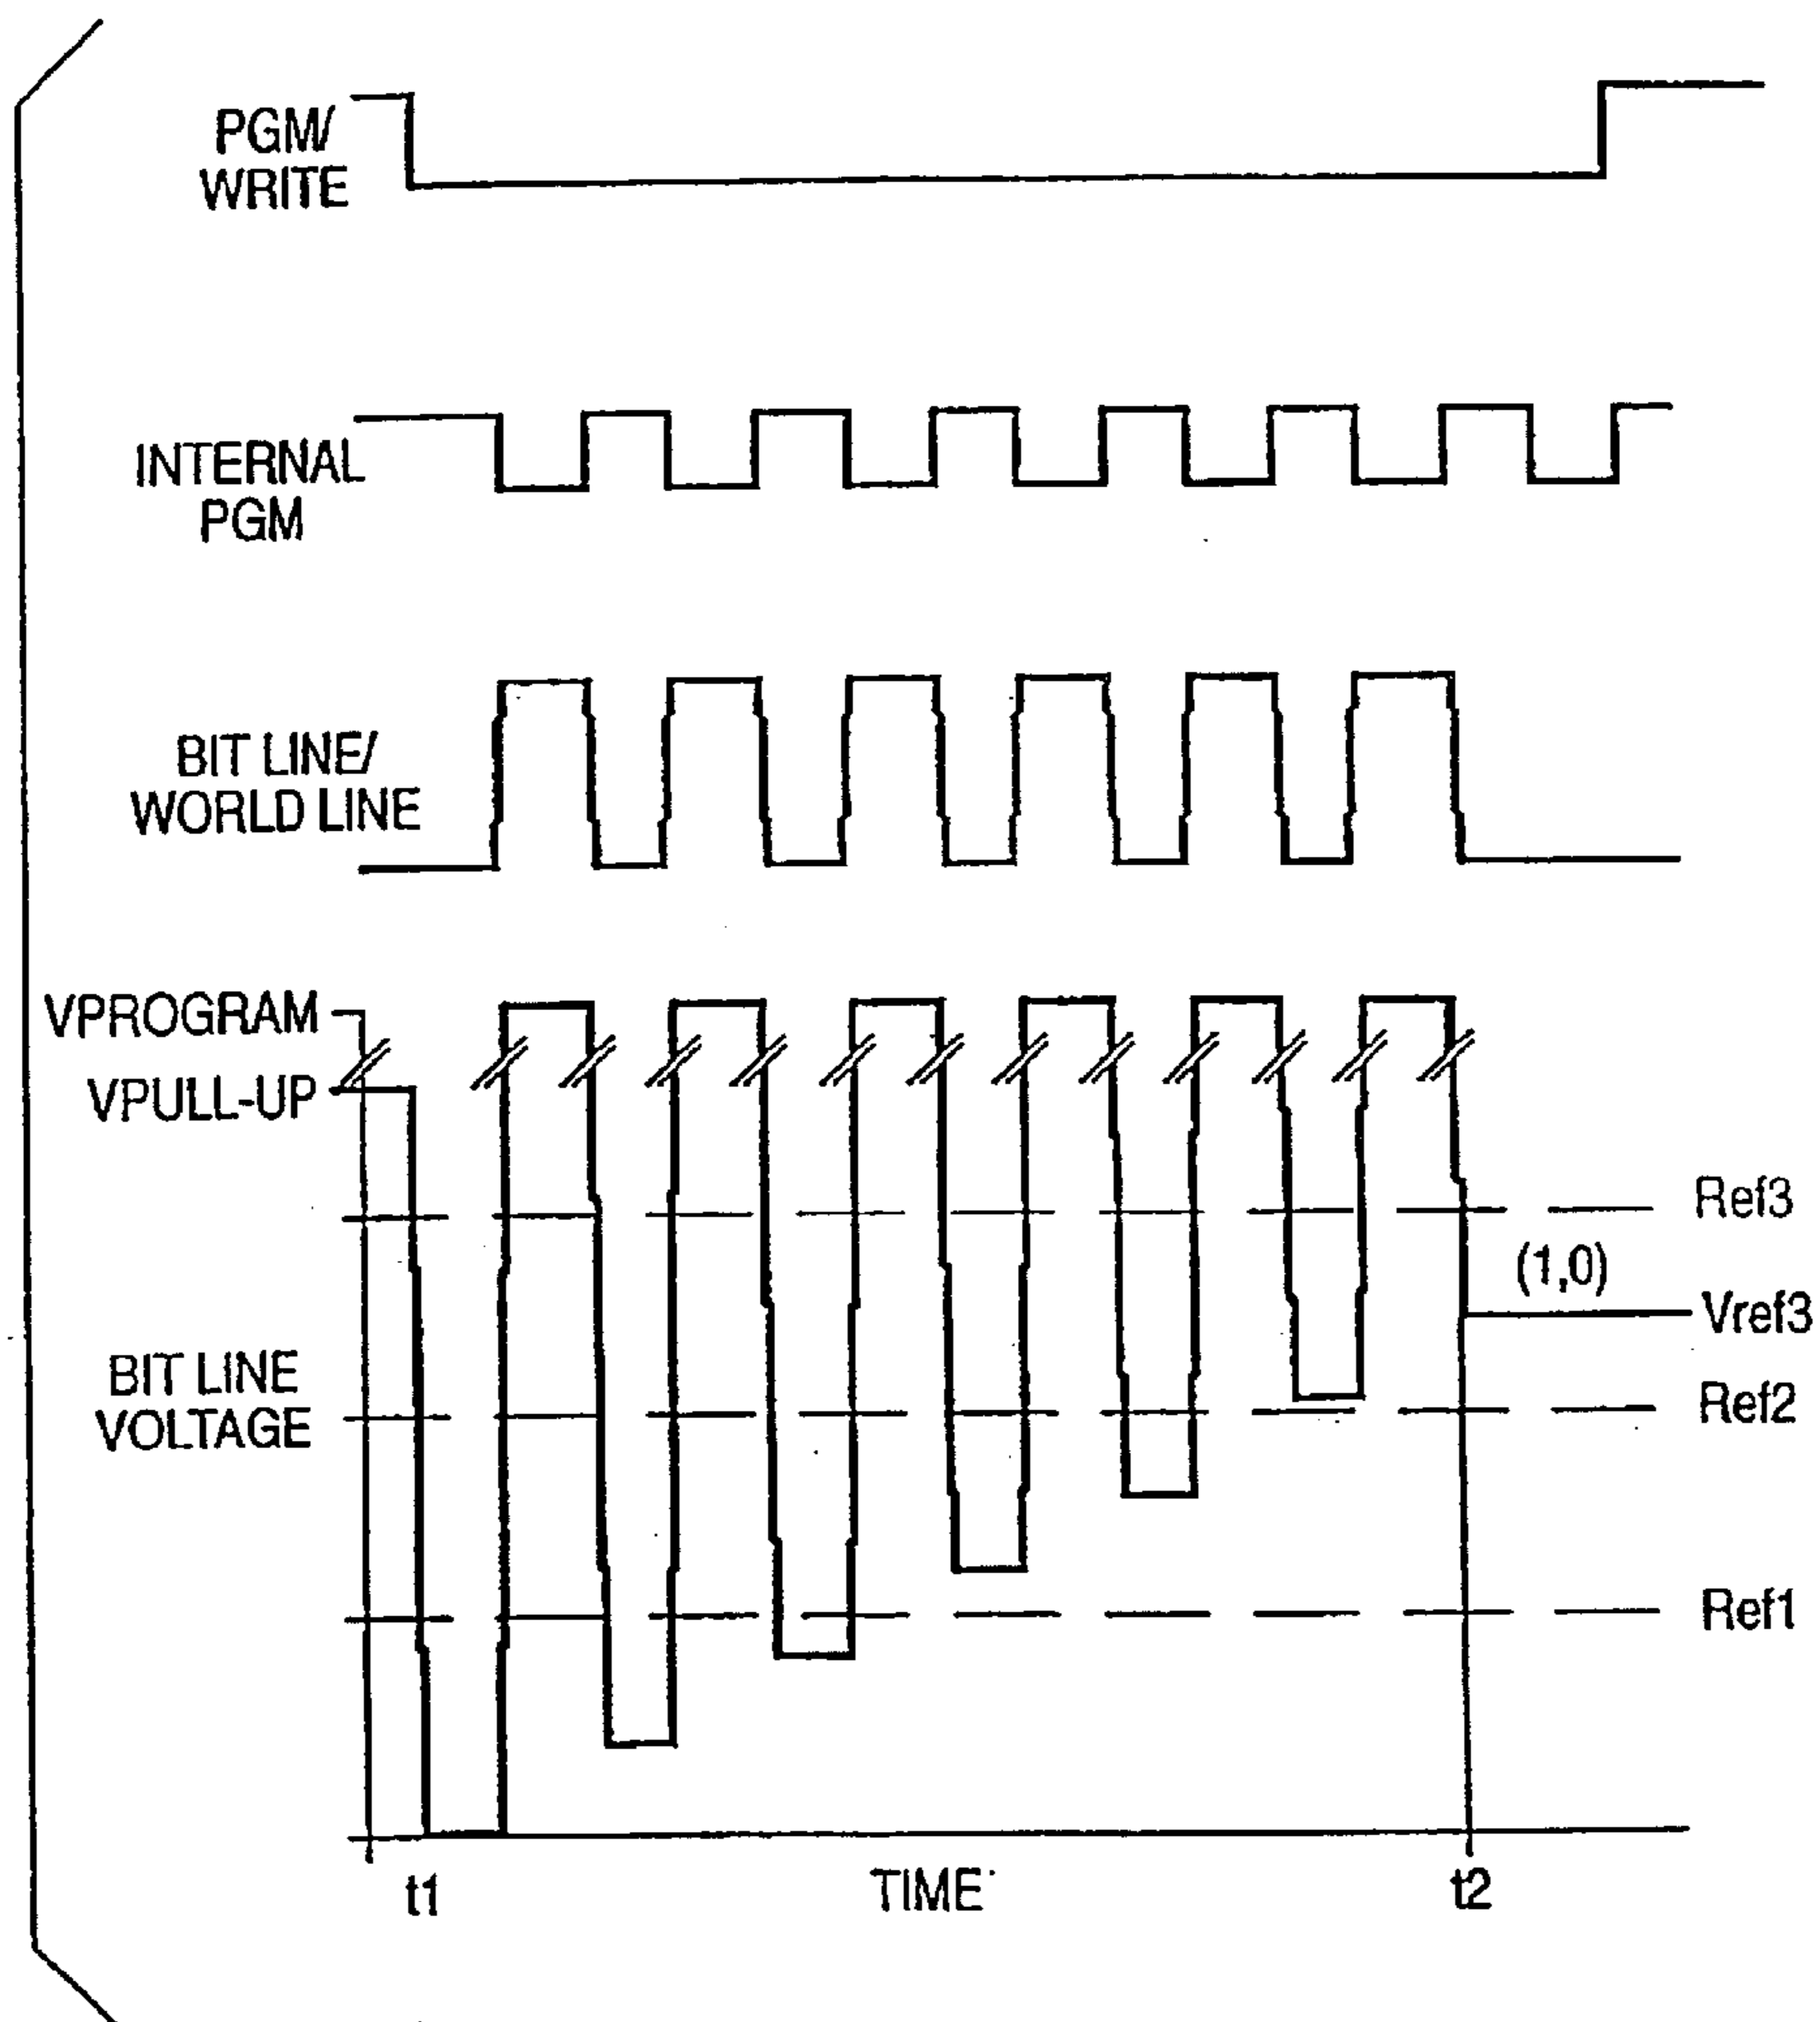 PGM/
WRITE
INTERNAL
PGM
BIT LINE/
WORLD LINE
VPROGRAM
VPULL-UP
Ref3
(1,0)
Vref3
BIT LINE
VOLTAGE
Ref2
Ref1
t1
TIME
t2